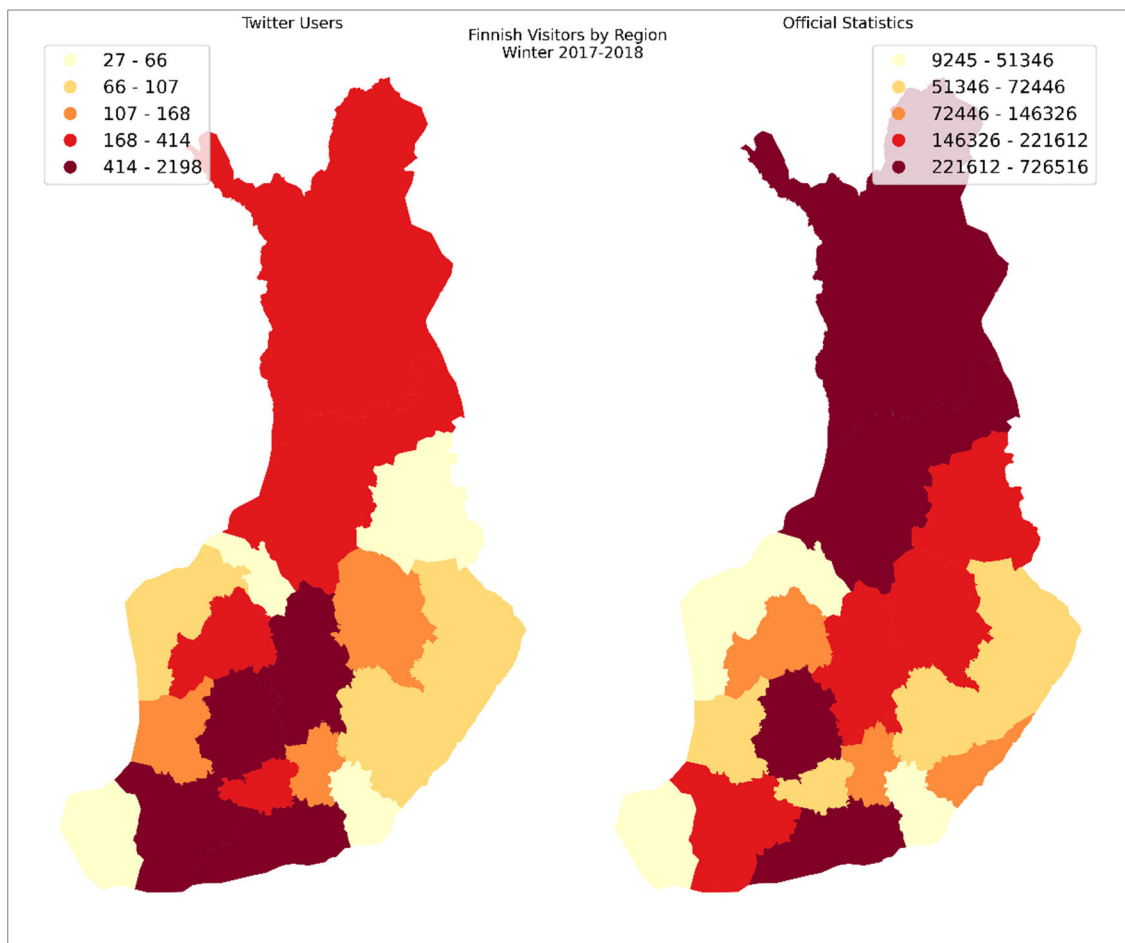 Twitter Users
Finnish Visitors by Region
Winter 2017-2018
Official Statistics
27 - 66
66 - 107
107 - 168
168 - 414
414 - 2198
9245 - 51346
51346 - 72446
72446 - 146326
146326 - 221612
221612 - 726516